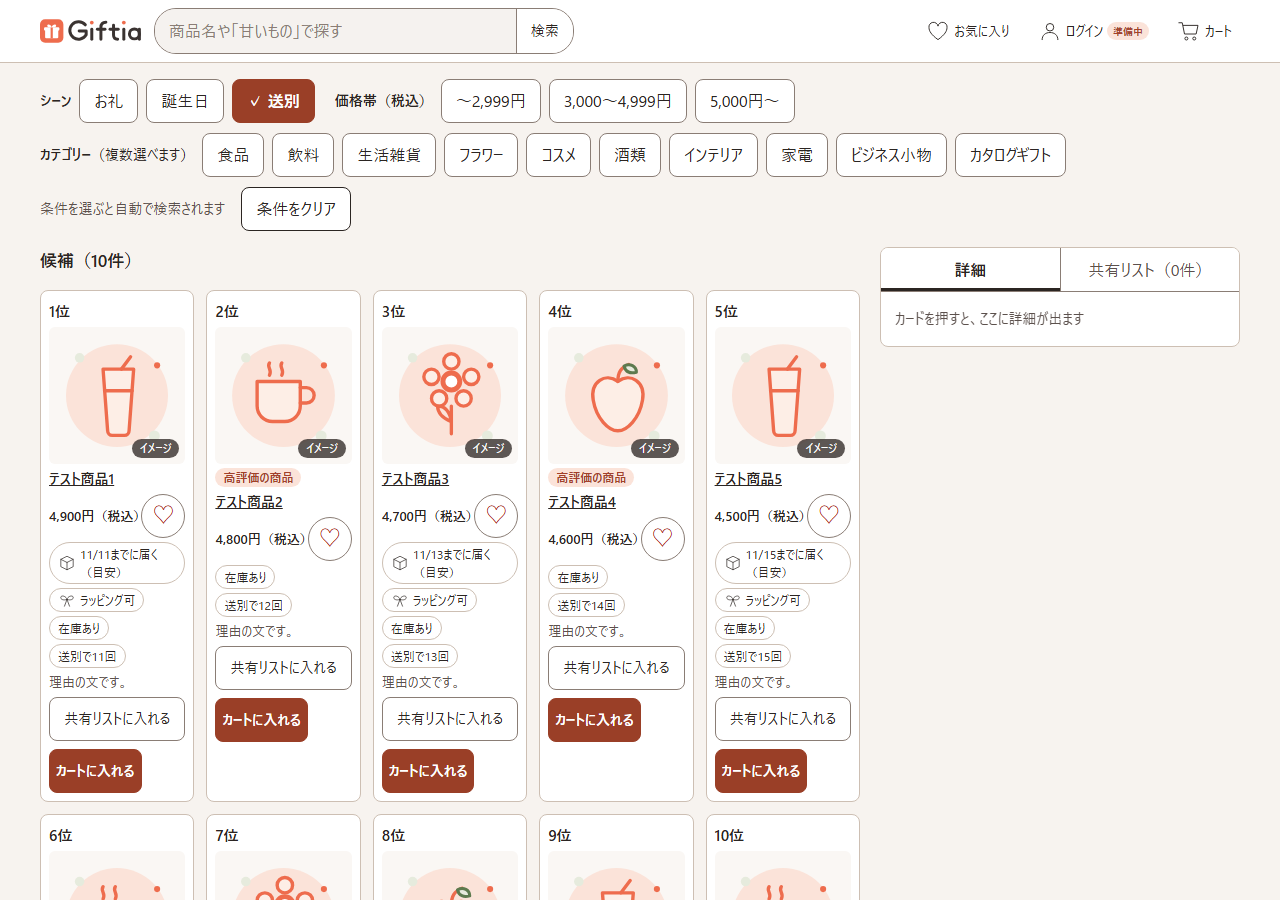 Giftia
商品名や「甘いもの」で探す
検索
お気に入り
ログイン 準備中
カート
シーン お礼 誕生日 ✓ 送別 価格帯（税込） 〜2,999円 3,000〜4,999円 5,000円〜
カテゴリー（複数選べます） 食品 飲料 生活雑貨 フラワー コスメ 酒類 インテリア 家電 ビジネス小物 カタログギフト
条件を選ぶと自動で検索されます 条件をクリア
候補（10件）
詳細 共有リスト（0件）
カードを押すと、ここに詳細が出ます
1位
イメージ
テスト商品1
4,900円（税込）
11/11までに届く
（目安）
ラッピング可
在庫あり
送別で11回
理由の文です。
共有リストに入れる
カートに入れる
2位
イメージ
高評価の商品
テスト商品2
4,800円（税込）
在庫あり
送別で12回
理由の文です。
共有リストに入れる
カートに入れる
3位
イメージ
テスト商品3
4,700円（税込）
11/13までに届く
（目安）
ラッピング可
在庫あり
送別で13回
理由の文です。
共有リストに入れる
カートに入れる
4位
イメージ
高評価の商品
テスト商品4
4,600円（税込）
在庫あり
送別で14回
理由の文です。
共有リストに入れる
カートに入れる
5位
イメージ
テスト商品5
4,500円（税込）
11/15までに届く
（目安）
ラッピング可
在庫あり
送別で15回
理由の文です。
共有リストに入れる
カートに入れる
6位
7位
8位
9位
10位